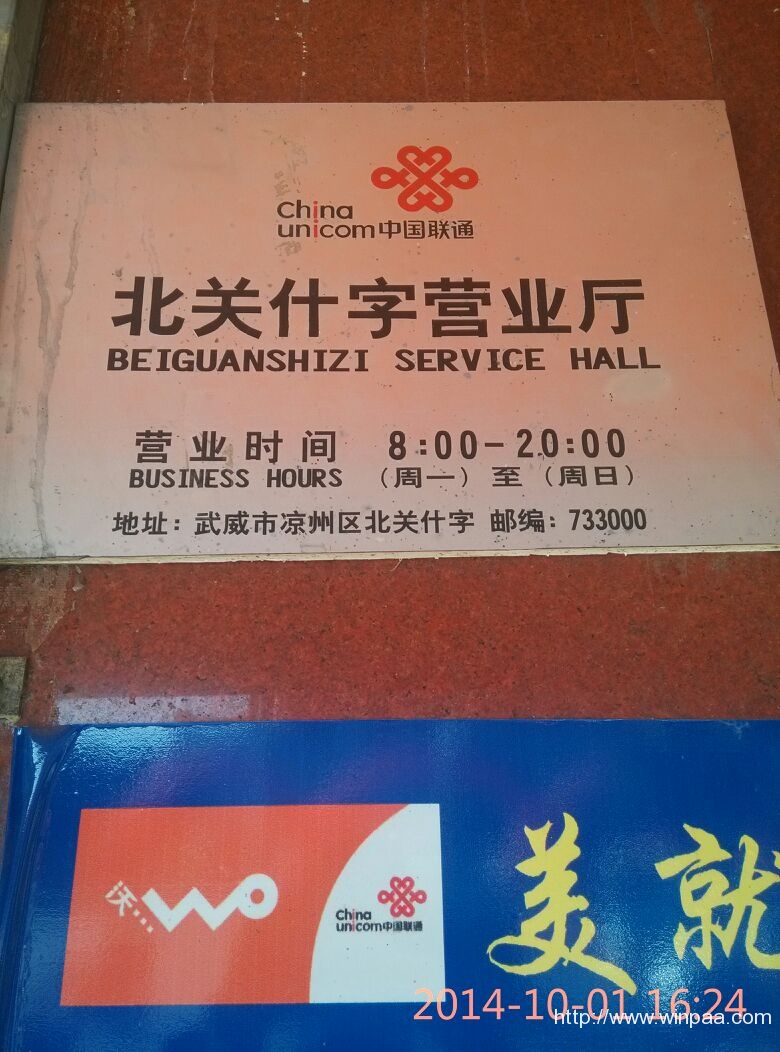 China
unicom中国联通
北关什字营业厅
BEIGUANSHIZI SERVICE HALL
营业时间 8:00-20:00
BUSINESS HOURS （周一）至（周日）
地址：武威市凉州区北关什字 邮编：733000
沃... wo
China
unicom中国联通
美就
2014-10-01 16:24
http://www.winpaa.com